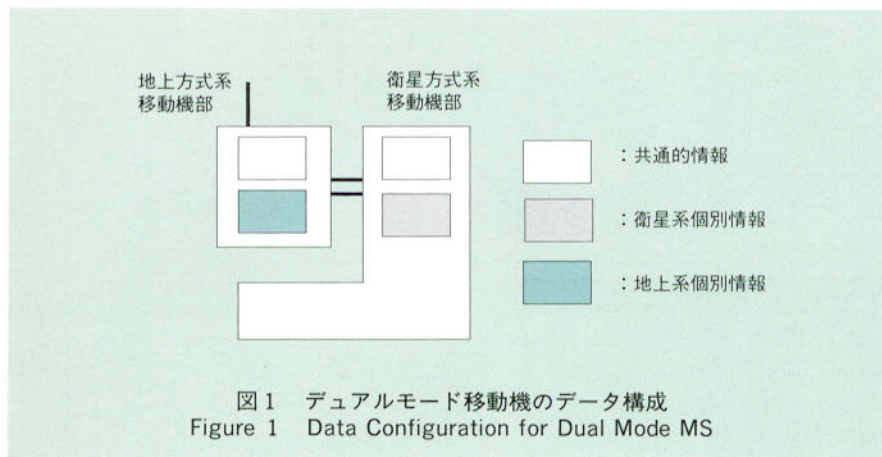 地上方式系
移動機部
衛星方式系
移動機部
：共通的情報
：衛星系個別情報
：地上系個別情報
図1 デュアルモード移動機のデータ構成
Figure 1 Data Configuration for Dual Mode MS